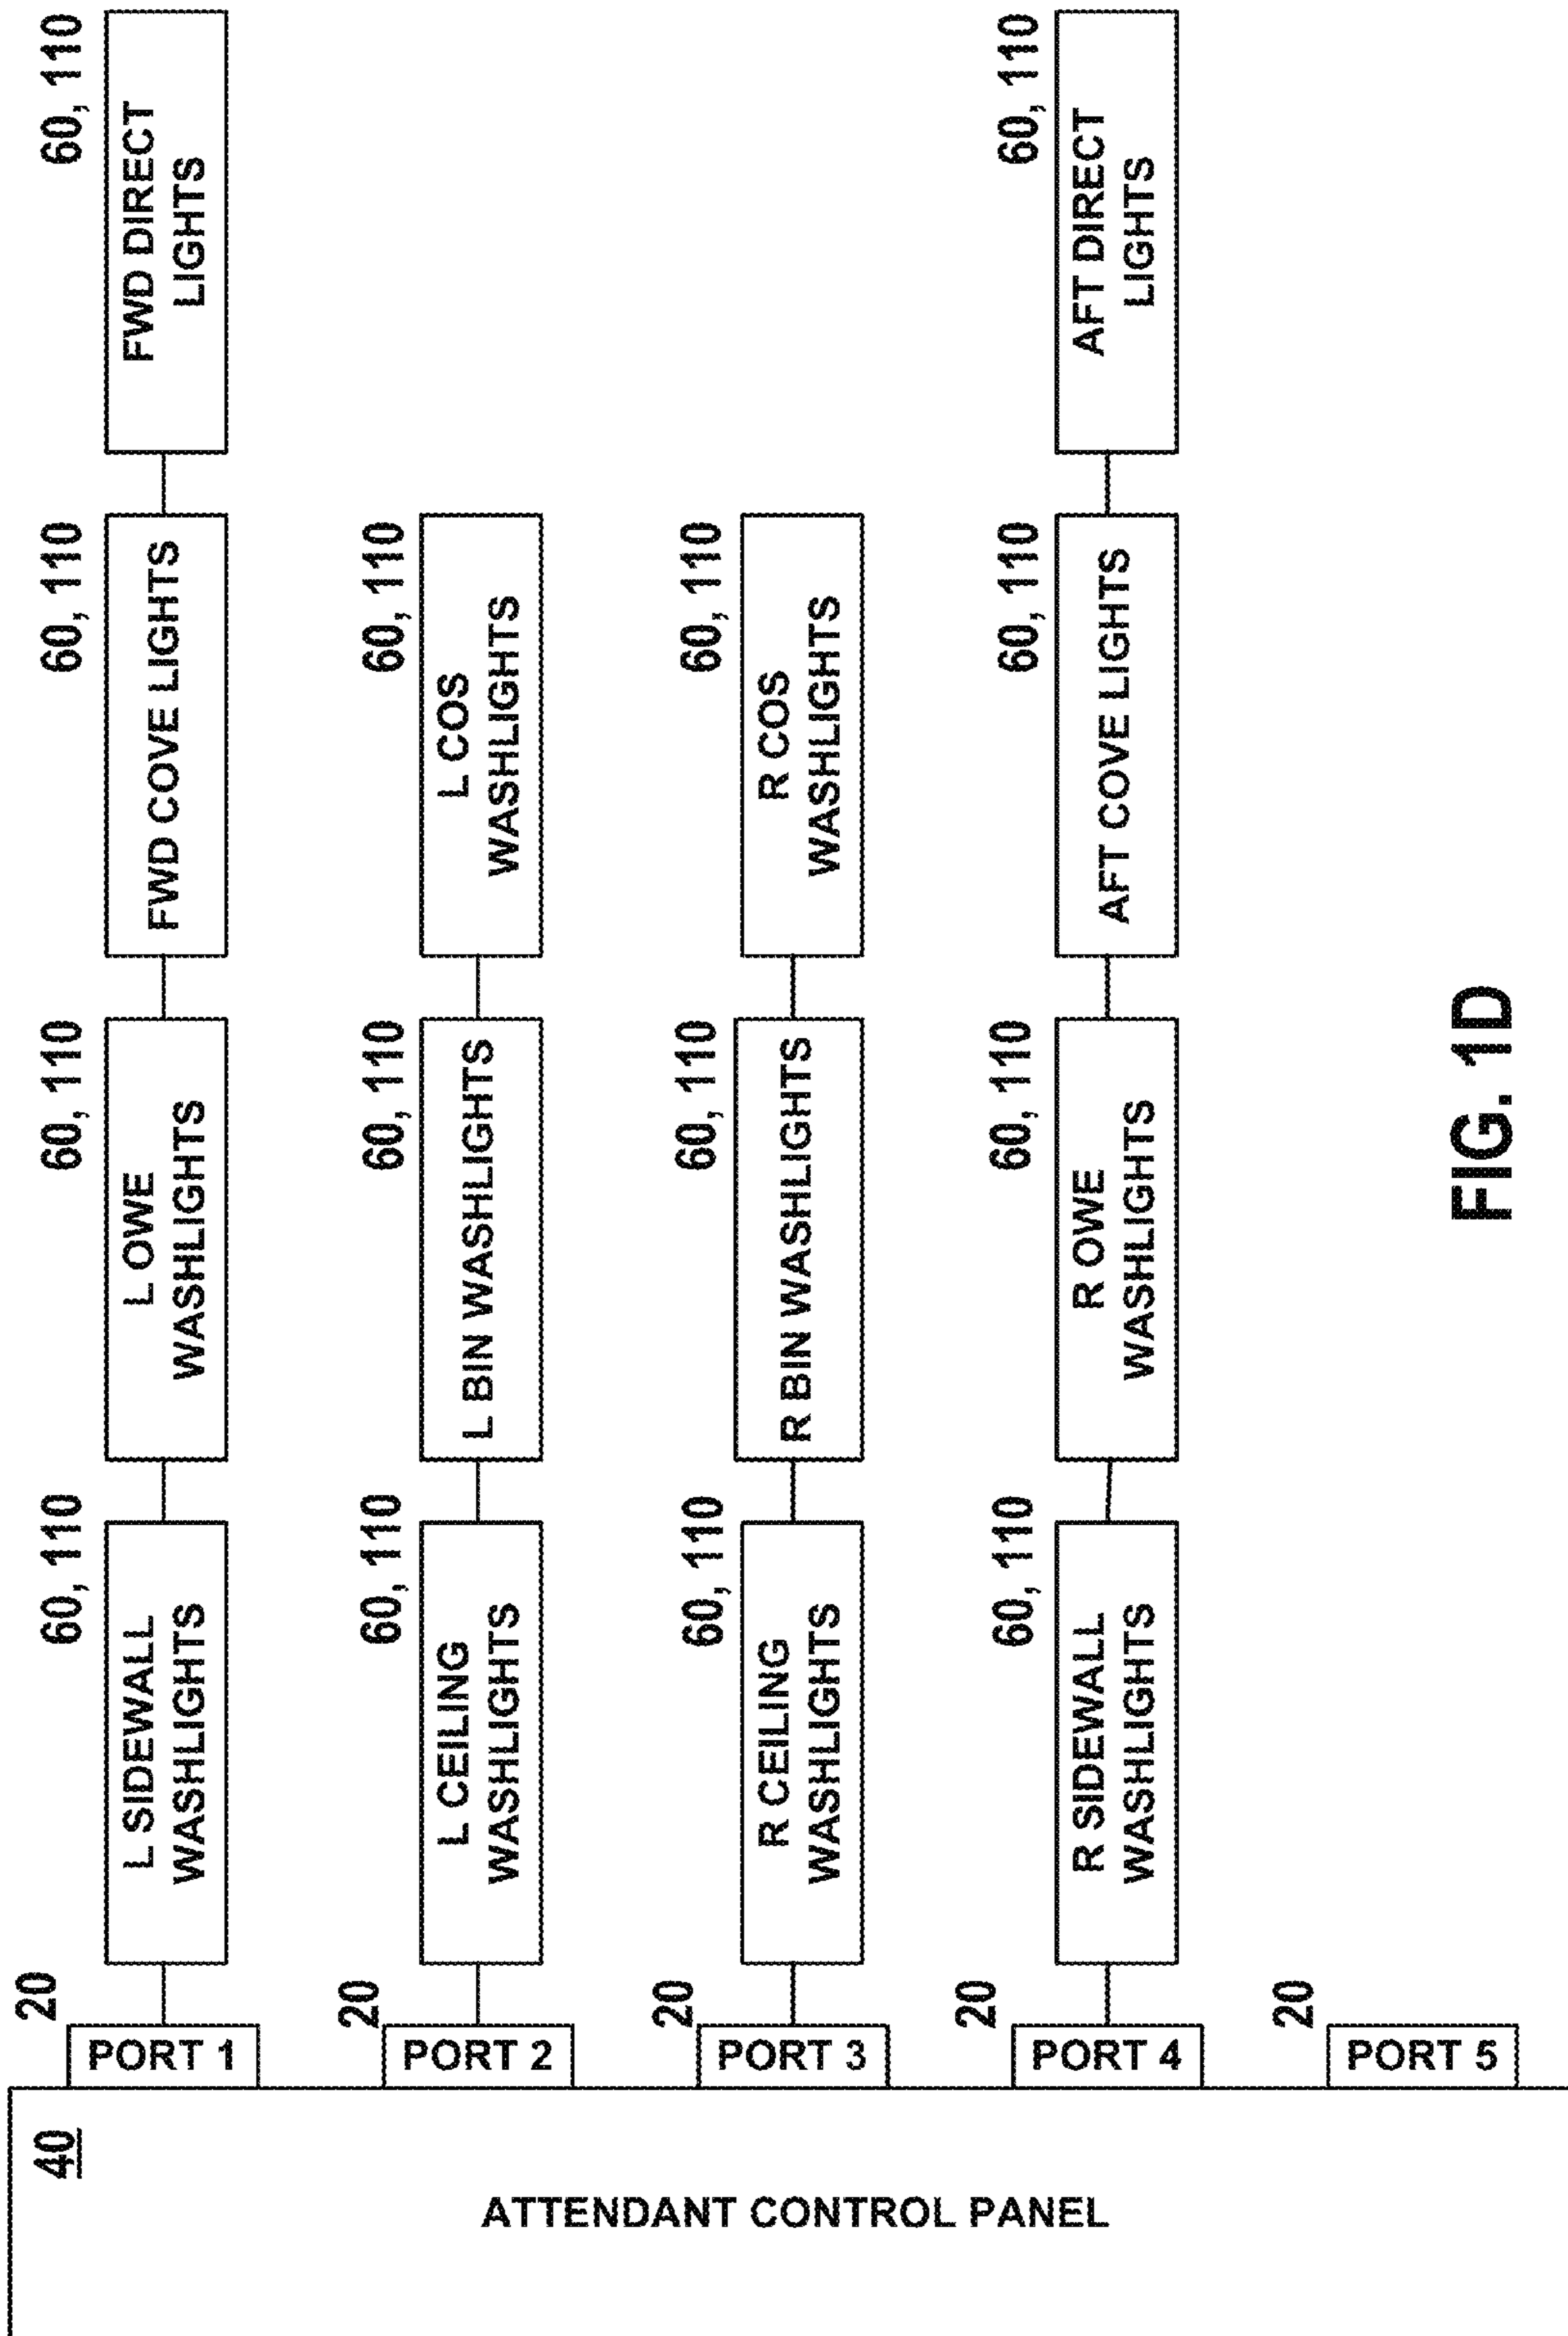 40
ATTENDANT CONTROL PANEL
20
PORT 1
60, 110
L SIDEWALL
WASHLIGHTS
60, 110
L OWE
WASHLIGHTS
60, 110
FWD COVE LIGHTS
60, 110
FWD DIRECT
LIGHTS
20
PORT 2
60, 110
L CEILING
WASHLIGHTS
60, 110
L BIN WASHLIGHTS
60, 110
L COS
WASHLIGHTS
20
PORT 3
60, 110
R CEILING
WASHLIGHTS
60, 110
R BIN WASHLIGHTS
60, 110
R COS
WASHLIGHTS
20
PORT 4
60, 110
R SIDEWALL
WASHLIGHTS
60, 110
R OWE
WASHLIGHTS
60, 110
AFT COVE LIGHTS
60, 110
AFT DIRECT
LIGHTS
20
PORT 5
FIG. 1D